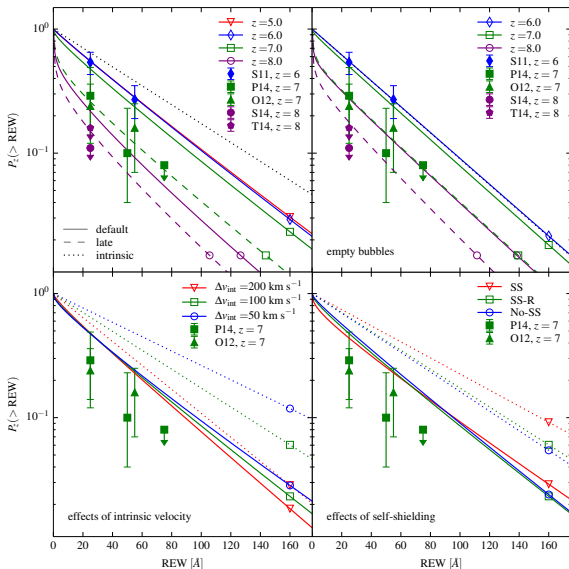 10⁰
10⁻¹
P_z(> REW)
z =5.0
z =6.0
z =7.0
z =8.0
S11, z = 6
P14, z = 7
O12, z = 7
S14, z = 8
T14, z = 8
default
late
intrinsic
z =6.0
z =7.0
z =8.0
S11, z = 6
P14, z = 7
O12, z = 7
S14, z = 8
T14, z = 8
empty bubbles
10⁰
10⁻¹
P_z(> REW)
Δv_int =200 km s⁻¹
Δv_int =100 km s⁻¹
Δv_int =50 km s⁻¹
P14, z = 7
O12, z = 7
effects of intrinsic velocity
SS
SS-R
No-SS
P14, z = 7
O12, z = 7
effects of self-shielding
0 20 40 60 80 100 120 140 160
0 20 40 60 80 100 120 140 160
REW [Å]
REW [Å]